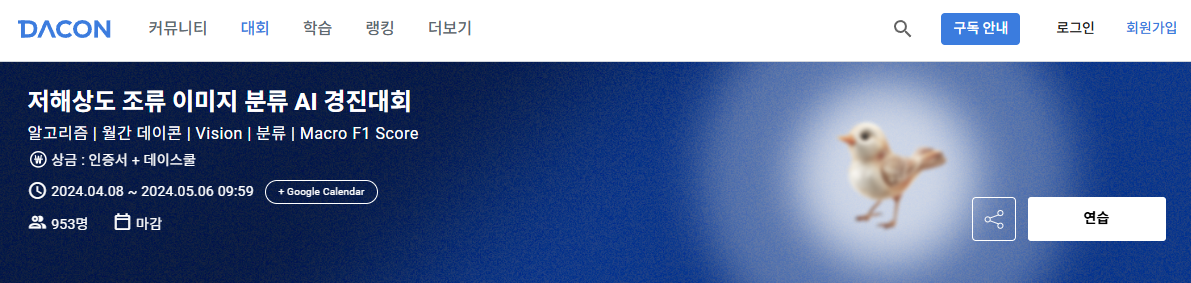 DACON 커뮤니티 대회 학습 랭킹 더보기 구독 안내 로그인 회원가입
저해상도 조류 이미지 분류 AI 경진대회
알고리즘 | 월간 데이콘 | Vision | 분류 | Macro F1 Score
₩ 상금 : 인증서 + 데이스쿨
2024.04.08 ~ 2024.05.06 09:59 + Google Calendar
953명 마감
연습